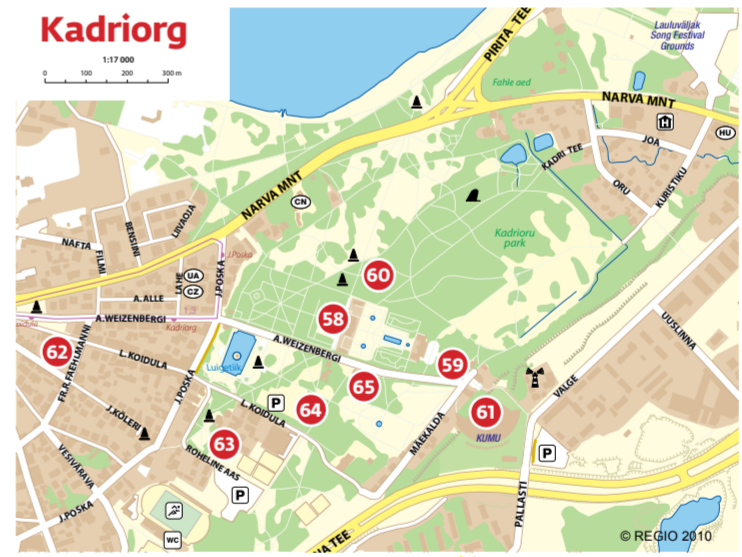 Kadriorg
1:17 000
0 100 200 300 m
PIRITA TEE
Lauluväljak
Song Festival
Grounds
Fahle aed
NARVA MNT
H
HU
JOA
KADRI TEE
ORU
KURISTIKU
NARVA MNT
CN
Kadrioru
park
LIIVAOJA
BENSIINI
NAFTA
FILMI
J.Poska
J.POSKA
LAHE
UA
CZ
60
A.ALLE
1·3
A.WEIZENBERGI
Kadriorg
58
UUSLINNA
62
FR.R.FAEHLMANNI
L.KOIDULA
Luigetiik
A.WEIZENBERGI
59
65
VALGE
J.POSKA
J.KÖLERI
L.KOIDULA
P
64
61
KUMU
MÄEKALDA
63
ROHELINE AAS
VESIVÄRAVA
P
P
J.POSKA
PALLASTI
WC
NA TEE
© REGIO 2010